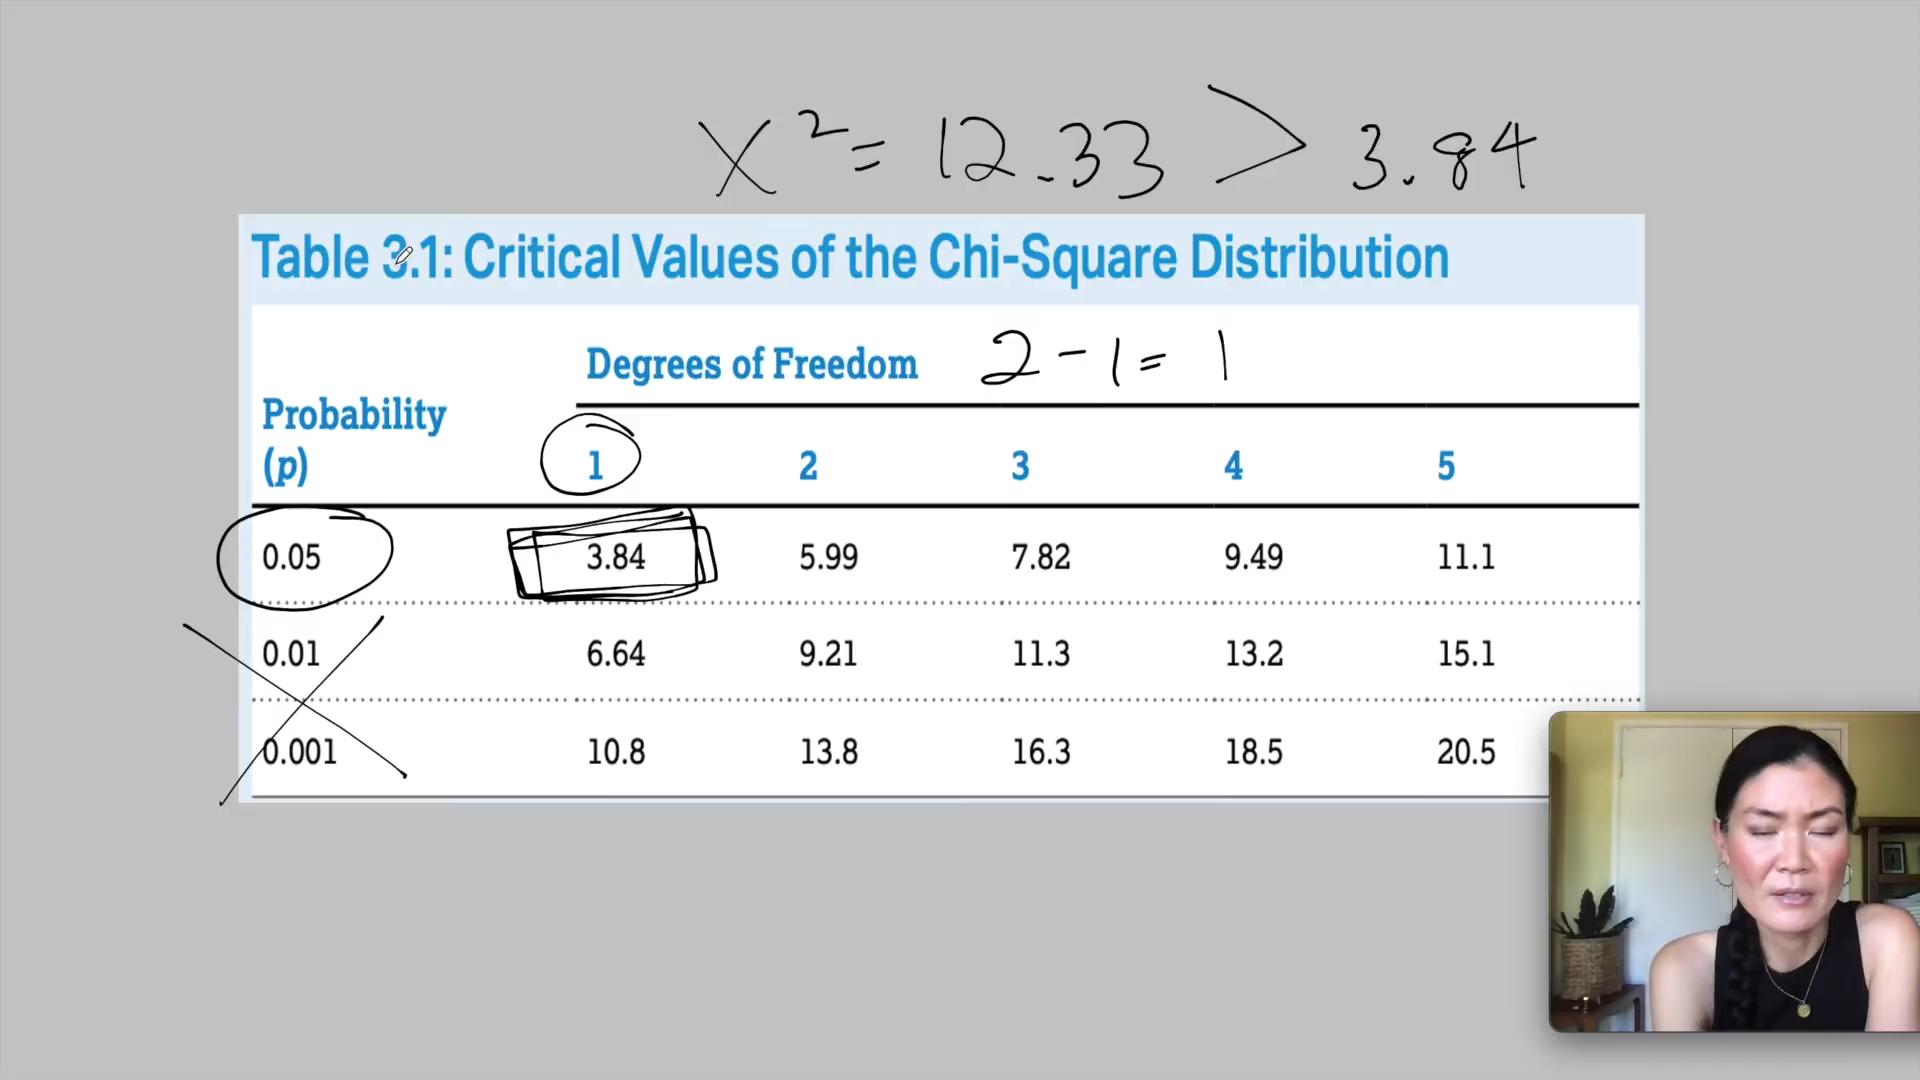 X² = 12.33 > 3.84
Table 3.1: Critical Values of the Chi-Square Distribution
Degrees of Freedom 2 - 1 = 1
Probability
(p) 1 2 3 4 5
0.05 3.84 5.99 7.82 9.49 11.1
0.01 6.64 9.21 11.3 13.2 15.1
0.001 10.8 13.8 16.3 18.5 20.5